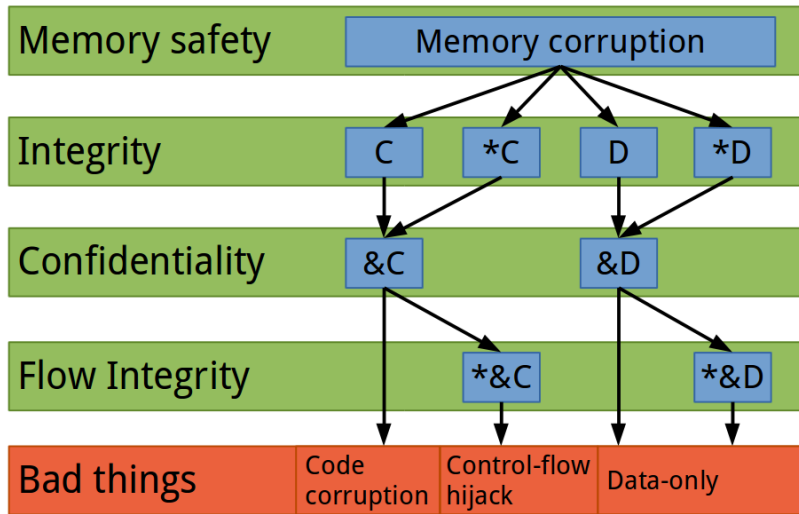 Memory safety
Memory corruption
Integrity
C
*C
D
*D
Confidentiality
&C
&D
Flow Integrity
*&C
*&D
Bad things
Code
corruption
Control-flow
hijack
Data-only